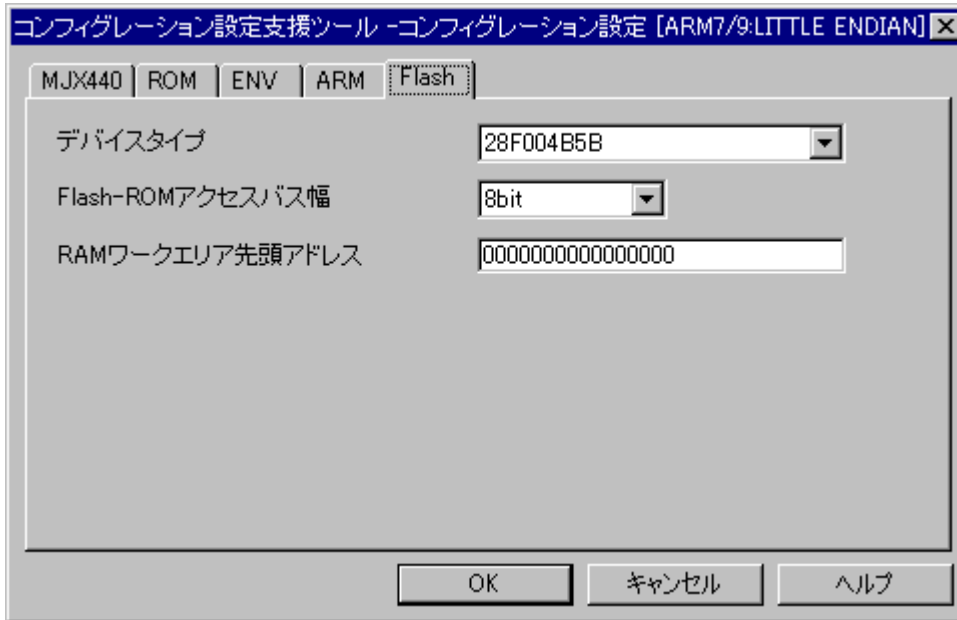 コンフィグレーション設定支援ツール -コンフィグレーション設定 [ARM7/9:LITTLE ENDIAN]
MJX440 ROM ENV ARM Flash
デバイスタイプ 28F004B5B
Flash-ROMアクセスバス幅 8bit
RAMワークエリア先頭アドレス 0000000000000000
OK キャンセル ヘルプ